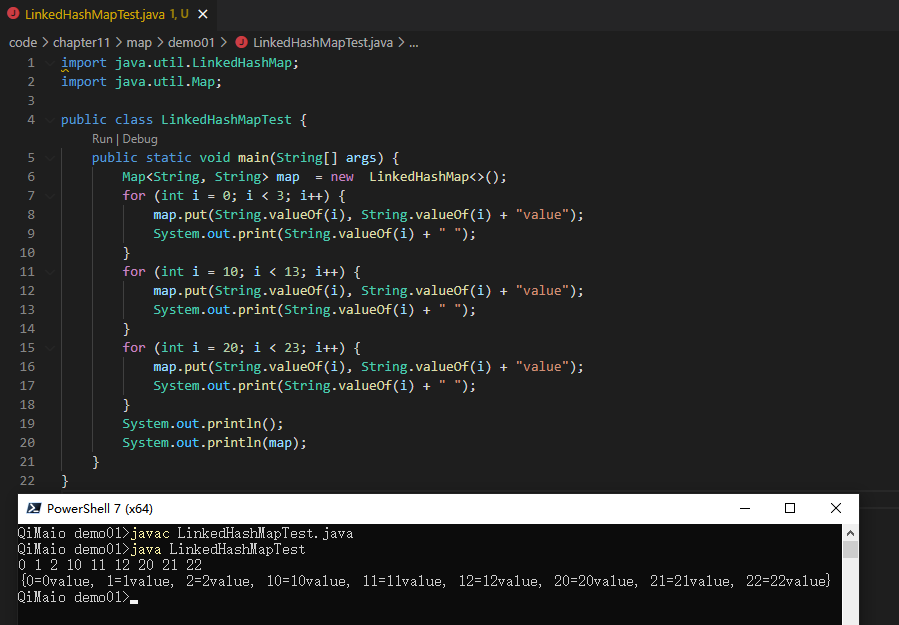 LinkedHashMapTest.java 1, U
code > chapter11 > map > demo01 > LinkedHashMapTest.java > ...
1 import java.util.LinkedHashMap;
2 import java.util.Map;
3
4 public class LinkedHashMapTest {
Run | Debug
5 public static void main(String[] args) {
6 Map<String, String> map  = new  LinkedHashMap<>();
7 for (int i = 0; i < 3; i++) {
8 map.put(String.valueOf(i), String.valueOf(i) + "value");
9 System.out.print(String.valueOf(i) + " ");
10 }
11 for (int i = 10; i < 13; i++) {
12 map.put(String.valueOf(i), String.valueOf(i) + "value");
13 System.out.print(String.valueOf(i) + " ");
14 }
15 for (int i = 20; i < 23; i++) {
16 map.put(String.valueOf(i), String.valueOf(i) + "value");
17 System.out.print(String.valueOf(i) + " ");
18 }
19 System.out.println();
20 System.out.println(map);
21 }
22 }
PowerShell 7 (x64)
QiMaio demo01>javac LinkedHashMapTest.java
QiMaio demo01>java LinkedHashMapTest
0 1 2 10 11 12 20 21 22
{0=0value, 1=1value, 2=2value, 10=10value, 11=11value, 12=12value, 20=20value, 21=21value, 22=22value}
QiMaio demo01>